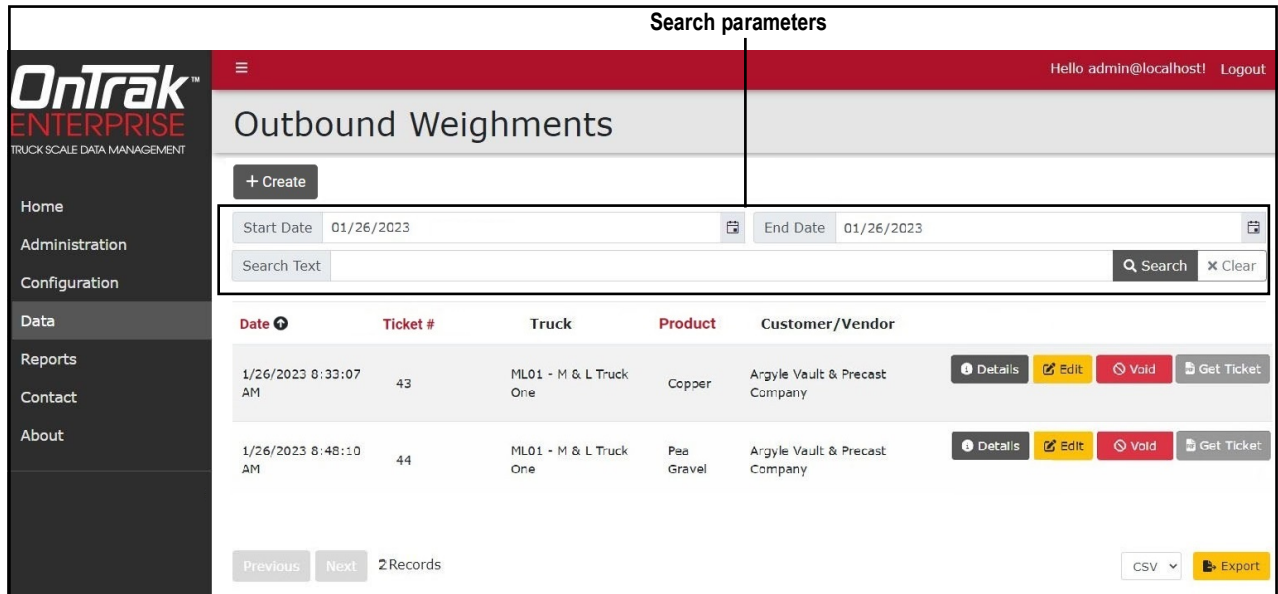 Search parameters
OnTrak™
ENTERPRISE
TRUCK SCALE DATA MANAGEMENT
Home
Administration
Configuration
Data
Reports
Contact
About
Hello admin@localhost! Logout
Outbound Weighments
+ Create
Start Date 01/26/2023 End Date 01/26/2023
Search Text Search × Clear
Date Ticket # Truck Product Customer/Vendor
1/26/2023 8:33:07 43 ML01 - M & L Truck Copper Argyle Vault & Precast Details Edit Void Get Ticket
AM One Company
1/26/2023 8:48:10 44 ML01 - M & L Truck Pea Argyle Vault & Precast Details Edit Void Get Ticket
AM One Gravel Company
Previous Next 2 Records CSV Export